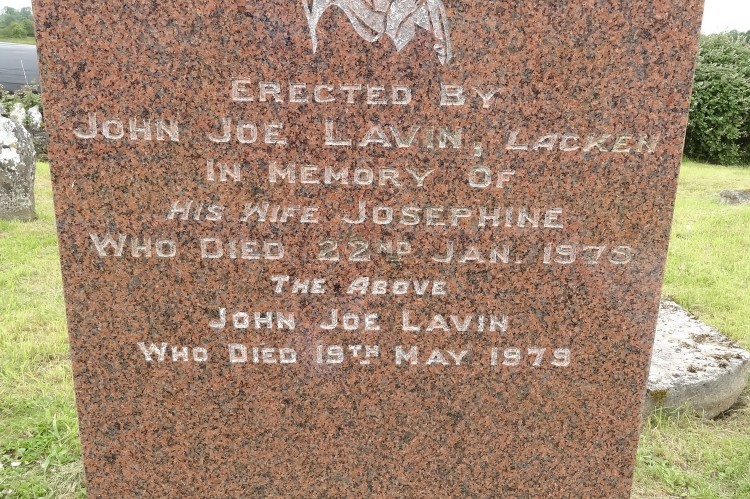 ERECTED BY
JOHN JOE LAVIN, LACKEN
IN MEMORY OF
HIS WIFE JOSEPHINE
WHO DIED 22ND JAN. 1975
THE ABOVE
JOHN JOE LAVIN
WHO DIED 19TH MAY 1979